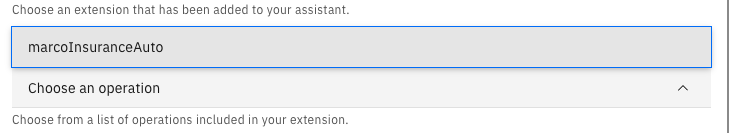 Choose an extension that has been added to your assistant.
marcoInsuranceAuto
Choose an operation
Choose from a list of operations included in your extension.